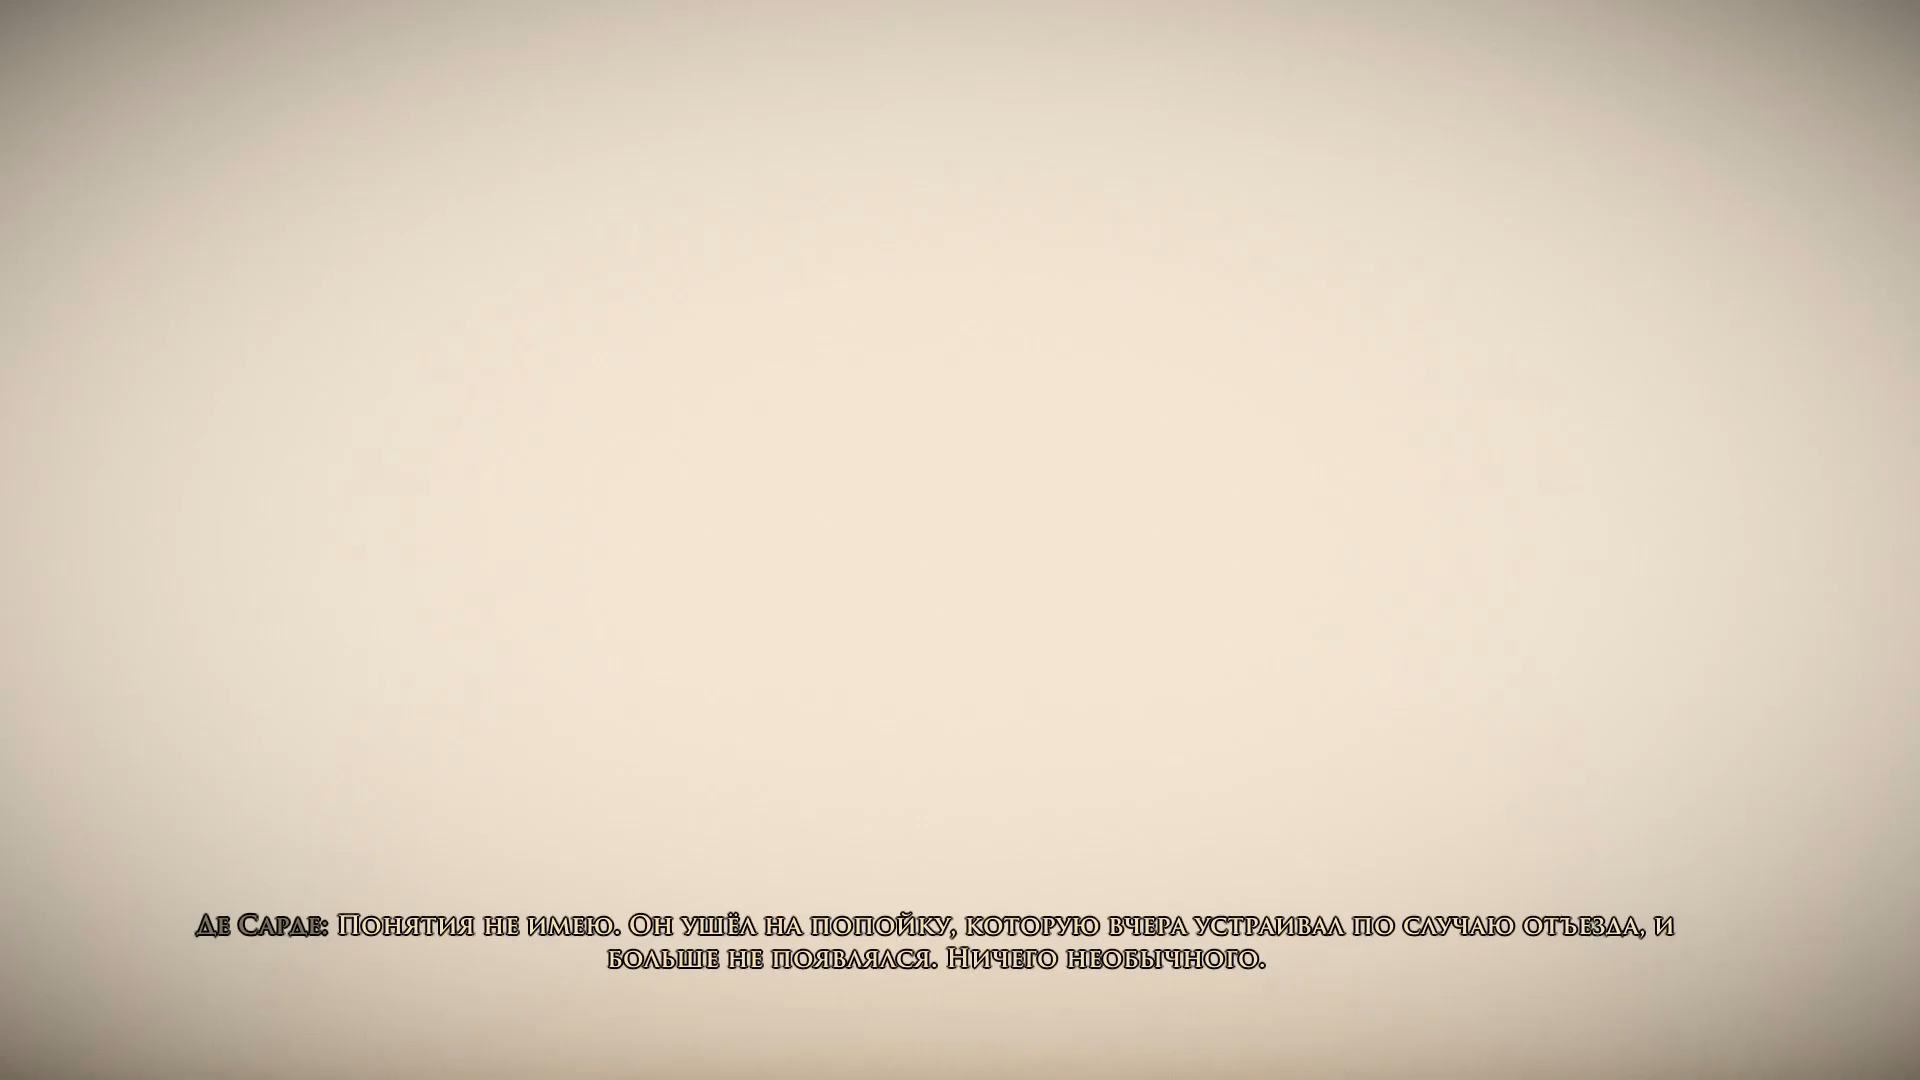 Де Сарде: Понятия не имею. Он ушёл на попойку, которую вчера устраивал по случаю отъезда, и
больше не появлялся. Ничего необычного.